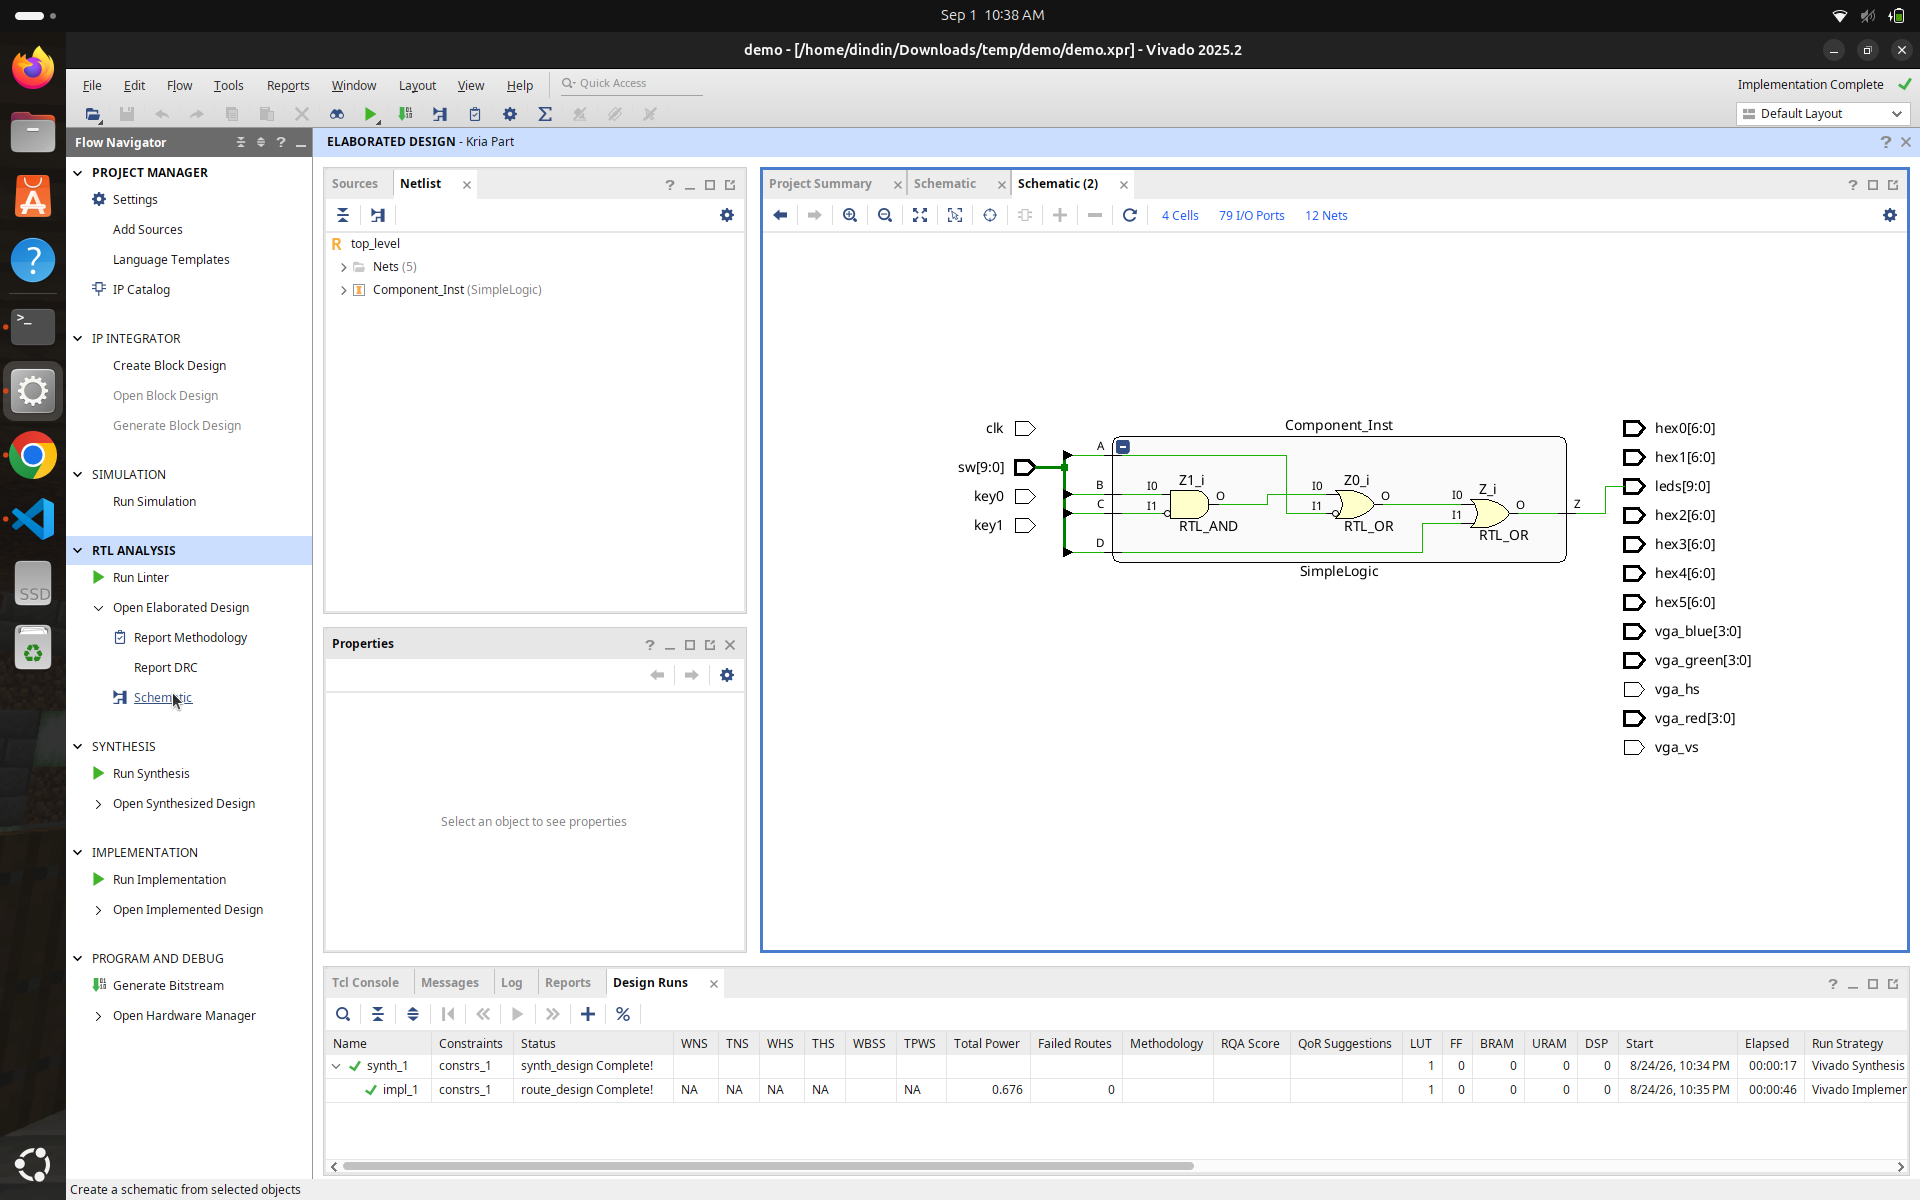 Sep 1 10:38 AM
demo - [/home/dindin/Downloads/temp/demo/demo.xpr] - Vivado 2025.2
File Edit Flow Tools Reports Window Layout View Help Quick Access
Implementation Complete
Default Layout
Flow Navigator
PROJECT MANAGER
Settings
Add Sources
Language Templates
IP Catalog
IP INTEGRATOR
Create Block Design
Open Block Design
Generate Block Design
SIMULATION
Run Simulation
RTL ANALYSIS
Run Linter
Open Elaborated Design
Report Methodology
Report DRC
Schematic
SYNTHESIS
Run Synthesis
Open Synthesized Design
IMPLEMENTATION
Run Implementation
Open Implemented Design
PROGRAM AND DEBUG
Generate Bitstream
Open Hardware Manager
SSD
ELABORATED DESIGN - Kria Part
Sources Netlist
R top_level
Nets (5)
Component_Inst (SimpleLogic)
Properties
Select an object to see properties
Project Summary Schematic Schematic (2)
4 Cells 79 I/O Ports 12 Nets
clk
sw[9:0]
key0
key1
Component_Inst
A
B
C
D
I0
I1
Z1_i
O
RTL_AND
I0
I1
Z0_i
O
RTL_OR
I0
I1
Z_i
O
RTL_OR
Z
SimpleLogic
hex0[6:0]
hex1[6:0]
leds[9:0]
hex2[6:0]
hex3[6:0]
hex4[6:0]
hex5[6:0]
vga_blue[3:0]
vga_green[3:0]
vga_hs
vga_red[3:0]
vga_vs
Tcl Console Messages Log Reports Design Runs
Name Constraints Status WNS TNS WHS THS WBSS TPWS Total Power Failed Routes Methodology RQA Score QoR Suggestions LUT FF BRAM URAM DSP Start Elapsed Run Strategy
synth_1 constrs_1 synth_design Complete! 1 0 0 0 0 8/24/26, 10:34 PM 00:00:17 Vivado Synthesis
impl_1 constrs_1 route_design Complete! NA NA NA NA NA 0.676 0 1 0 0 0 0 8/24/26, 10:35 PM 00:00:46 Vivado Implemer
Create a schematic from selected objects